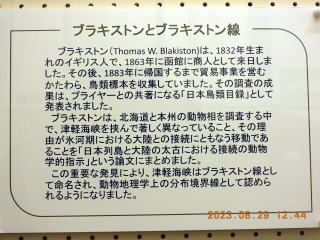 ブラキストンとブラキストン線
ブラキストン(Thomas W. Blakiston)は、1832年生ま
れのイギリス人で、1863年に函館に商人として来日しま
した。その後、1883年に帰国するまで貿易事業を営む
かたわら、鳥類標本を収集していました。その調査の成
果は、プライヤーとの共著になる「日本鳥類目録」として
発表されました。
ブラキストンは、北海道と本州の動物相を調査する中
で、津軽海峡を挟んで著しく異なっていること、その理
由が氷河期における大陸との接続にともなう移動であ
ることを「日本列島と大陸の太古における接続の動物
学的指示」という論文にまとめました。
この重要な発見により、津軽海峡はブラキストン線とし
て命名され、動物地理学上の分布境界線として認めら
れるようになりました。
2023.08.29 12:44